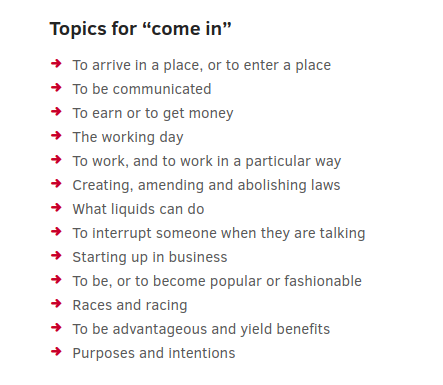 Topics for “come in”
To arrive in a place, or to enter a place
To be communicated
To earn or to get money
The working day
To work, and to work in a particular way
Creating, amending and abolishing laws
What liquids can do
To interrupt someone when they are talking
Starting up in business
To be, or to become popular or fashionable
Races and racing
To be advantageous and yield benefits
Purposes and intentions